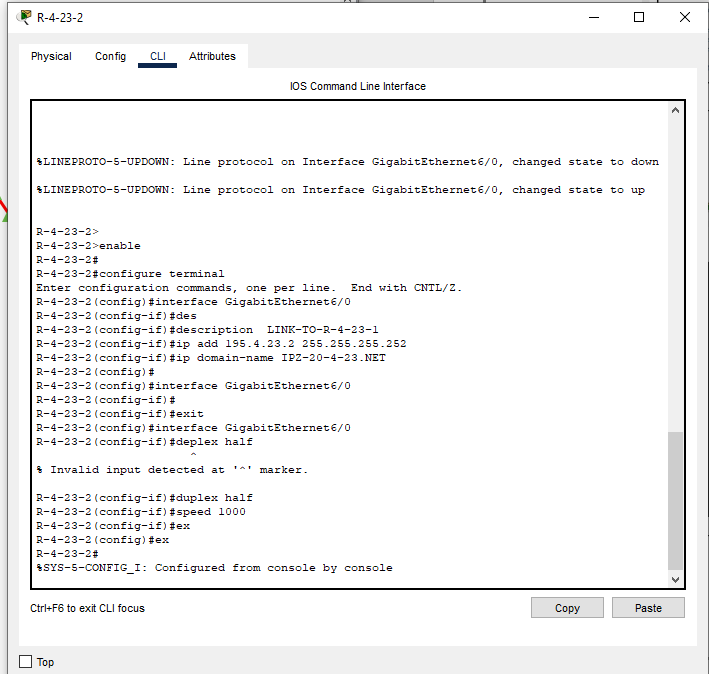 R-4-23-2
Physical Config CLI Attributes
IOS Command Line Interface
%LINEPROTO-5-UPDOWN: Line protocol on Interface GigabitEthernet6/0, changed state to down
%LINEPROTO-5-UPDOWN: Line protocol on Interface GigabitEthernet6/0, changed state to up
R-4-23-2>
R-4-23-2>enable
R-4-23-2#
R-4-23-2#configure terminal
Enter configuration commands, one per line.  End with CNTL/Z.
R-4-23-2(config)#interface GigabitEthernet6/0
R-4-23-2(config-if)#des
R-4-23-2(config-if)#description  LINK-TO-R-4-23-1
R-4-23-2(config-if)#ip add 195.4.23.2 255.255.255.252
R-4-23-2(config-if)#ip domain-name IPZ-20-4-23.NET
R-4-23-2(config)#
R-4-23-2(config)#interface GigabitEthernet6/0
R-4-23-2(config-if)#
R-4-23-2(config-if)#exit
R-4-23-2(config)#interface GigabitEthernet6/0
R-4-23-2(config-if)#deplex half
^
% Invalid input detected at '^' marker.
R-4-23-2(config-if)#duplex half
R-4-23-2(config-if)#speed 1000
R-4-23-2(config-if)#ex
R-4-23-2(config)#ex
R-4-23-2#
%SYS-5-CONFIG_I: Configured from console by console
Ctrl+F6 to exit CLI focus Copy Paste
Top